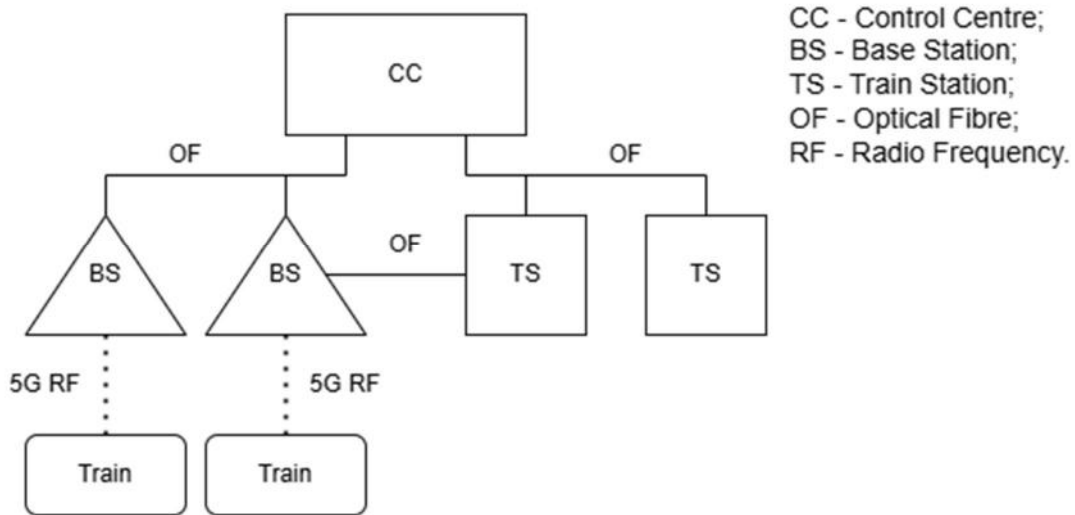 CC
CC - Control Centre;
BS - Base Station;
TS - Train Station;
OF - Optical Fibre;
RF - Radio Frequency.
OF
OF
BS
BS
OF
TS
TS
5G RF
5G RF
Train
Train